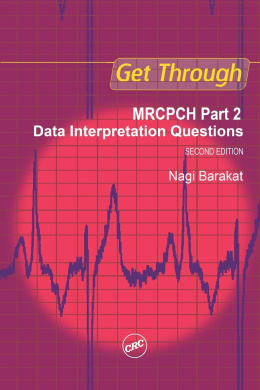 Get Through
MRCPCH Part 2
Data Interpretation Questions
SECOND EDITION
Nagi Barakat
CRC